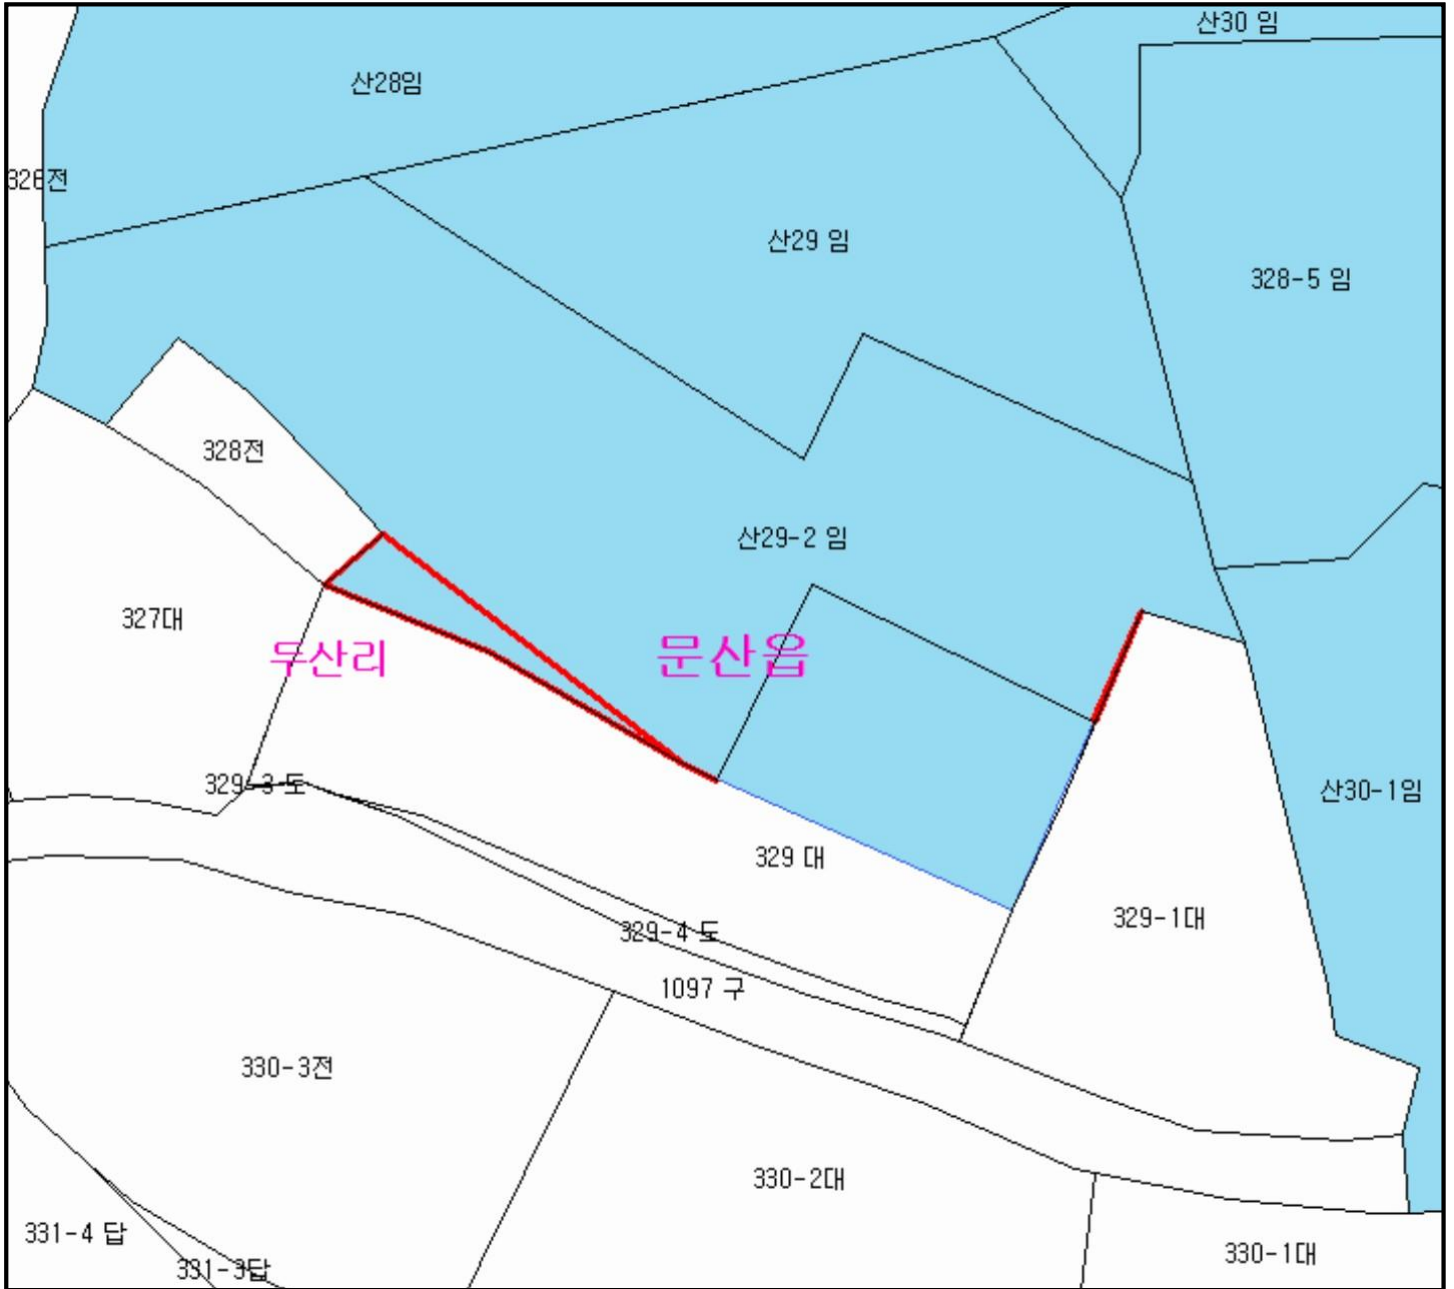 산30 임
산28임
328전
산29 임
328-5 임
328전
산29-2 임
327대
두산리
문산읍
329-3 도
산30-1임
329 대
329-1대
329-4 도
1097 구
330-3전
330-2대
331-4 답
330-1대
331-3답